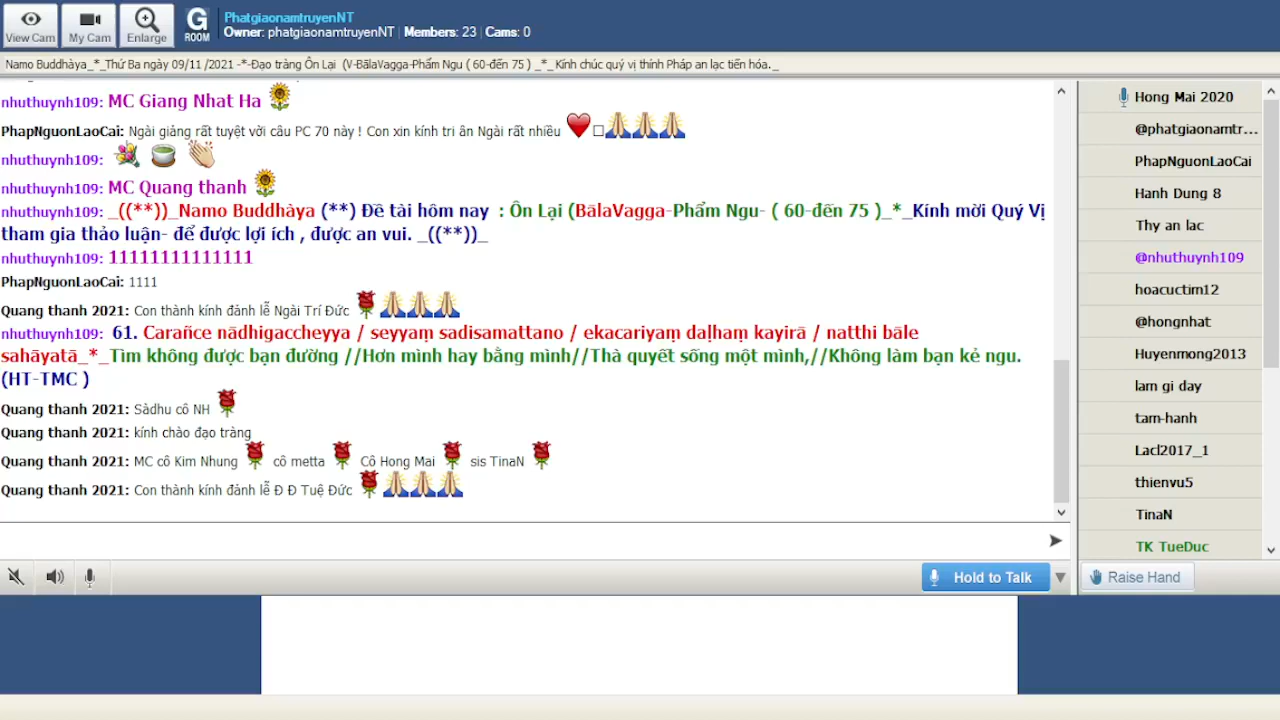 View Cam
My Cam
Enlarge
G
ROOM
PhatgiaonamtruyenNT
Owner: phatgiaonamtruyenNT | Members: 23 | Cams: 0
Namo Buddhàya_*_Thứ Ba ngày 09/11 /2021 -*-Đạo tràng Ôn Lại (V-BālaVagga-Phẩm Ngu ( 60-đến 75 ) _*_Kính chúc quý vị thính Pháp an lạc tiến hóa._
nhuthuynh109: MC Giang Nhat Ha 🌻
PhapNguonLaoCai: Ngài giảng rất tuyệt vời câu PC 70 này ! Con xin kính tri ân Ngài rất nhiều ❤️□🙏🙏🙏
nhuthuynh109: 💐 🍵 👏
nhuthuynh109: MC Quang thanh 🌻
nhuthuynh109: _((**))_Namo Buddhàya (**) Đề tài hôm nay : Ôn Lại (BālaVagga-Phẩm Ngu- ( 60-đến 75 )_*_Kính mời Quý Vị
tham gia thảo luận- để được lợi ích , được an vui. _((**))_
nhuthuynh109: 11111111111111
PhapNguonLaoCai: 1111
Quang thanh 2021: Con thành kính đảnh lễ Ngài Trí Đức 🌹🙏🙏🙏
nhuthuynh109: 61. Carañce nādhigaccheyya / seyyaṃ sadisamattano / ekacariyaṃ daḷhaṃ kayirā / natthi bāle
sahāyatā_*_Tìm không được bạn đường //Hơn mình hay bằng mình//Thà quyết sống một mình,//Không làm bạn kẻ ngu.
(HT-TMC )
Quang thanh 2021: Sàdhu cô NH 🌹
Quang thanh 2021: kính chào đạo tràng
Quang thanh 2021: MC cô Kim Nhung 🌹 cô metta 🌹 Cô Hong Mai 🌹 sis TinaN 🌹
Quang thanh 2021: Con thành kính đảnh lễ Đ Đ Tuệ Đức 🌹🙏🙏🙏
Hold to Talk
Hong Mai 2020
@phatgiaonamtr...
PhapNguonLaoCai
Hanh Dung 8
Thy an lac
@nhuthuynh109
hoacuctim12
@hongnhat
Huyenmong2013
lam gi day
tam-hanh
Lacl2017_1
thienvu5
TinaN
TK TueDuc
Raise Hand